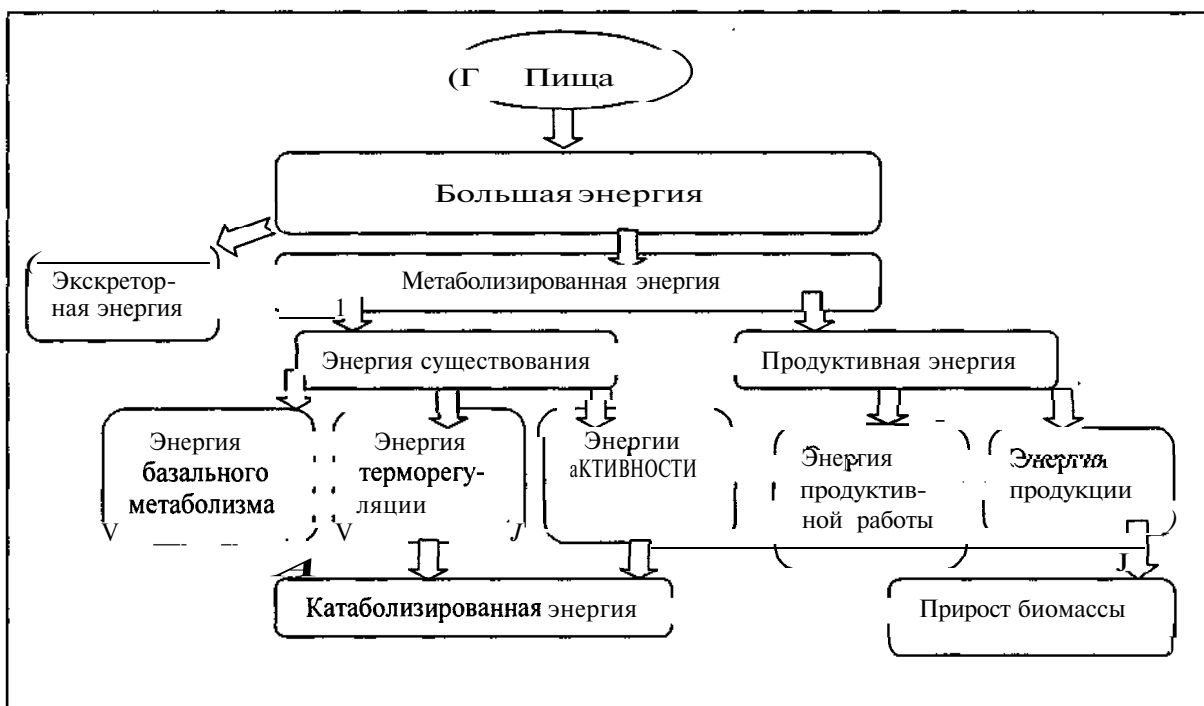 Пища
Большая энергия
Экскретор-
ная энергия
Метаболизированная энергия
Энергия существования
Продуктивная энергия
Энергия
базального
метаболизма
Энергия
терморегу-
ляции
Энергии
аКТИВНОСТИ
Энергия
продуктив-
ной работы
Энергия
продукции
Катаболизированная энергия
Прирост биомассы